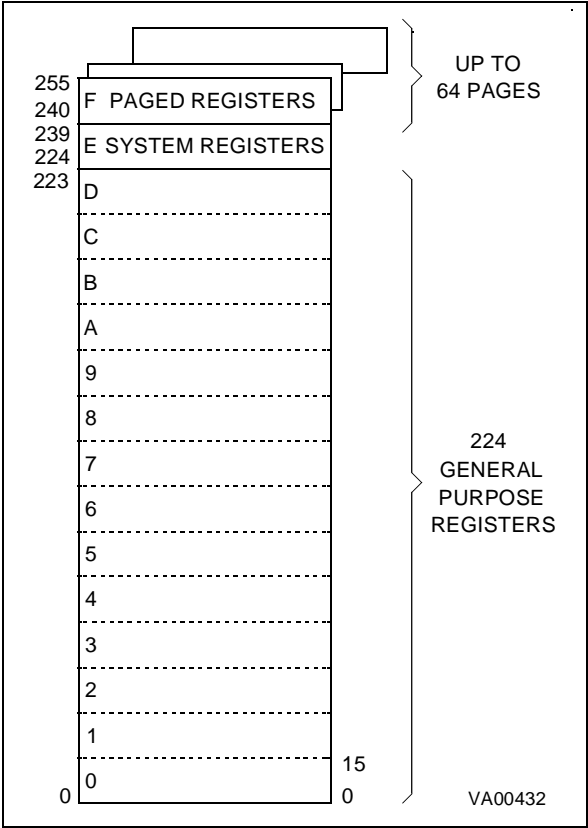 UP TO
64 PAGES
255
F PAGED REGISTERS
240
239
E SYSTEM REGISTERS
224
223
D
C
B
A
9
8
7
6
5
4
3
2
1
0
15
0
0
224
GENERAL
PURPOSE
REGISTERS
VA00432